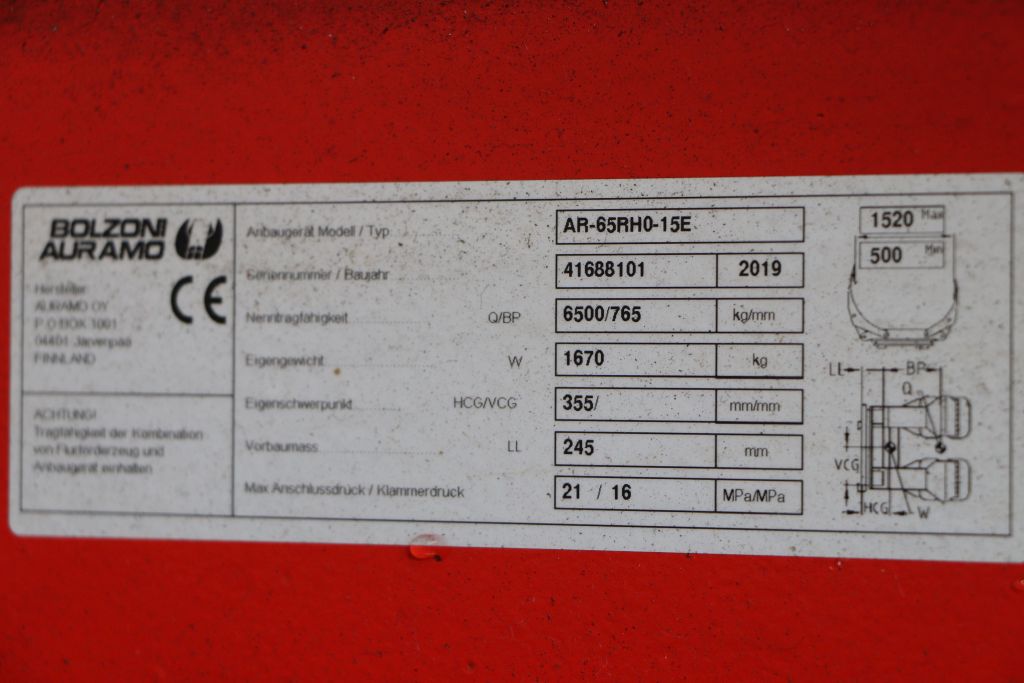 BOLZONI
AURAMO
CE
Hersteller
AURAMO OY
P.O.BOX 1001
04401 Järvenpää
FINNLAND
ACHTUNG!
Tragfähigkeit der Kombination
von Flurförderzeug und
Anbaugerät einhalten
Anbaugerät Modell / Typ AR-65RH0-15E
Seriennummer / Baujahr 41688101 2019
Nenntragfähigkeit Q/BP 6500/765 kg/mm
Eigengewicht W 1670 kg
Eigenschwerpunkt HCG/VCG 355/ mm/mm
Vorbaumass LL 245 mm
Max Anschlussdrück / Klammerdrück 21 / 16 MPa/MPa
1520 Max
500 Min
LL BP
Q
VCG
HCG W